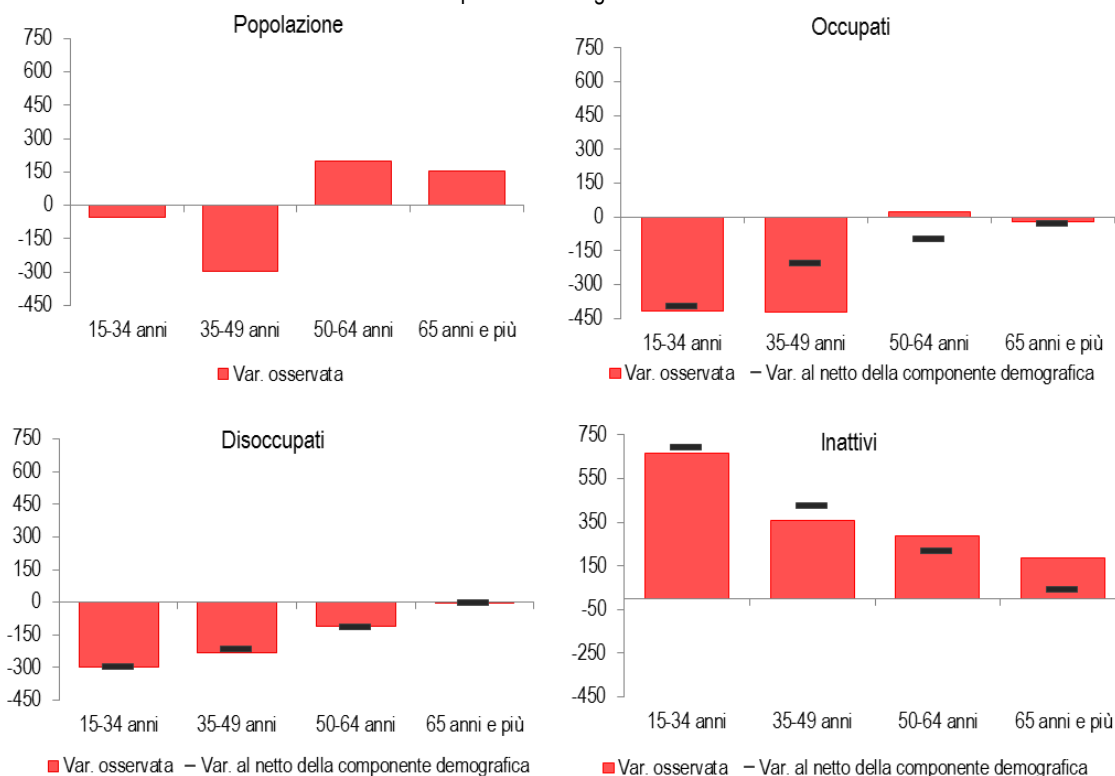 Popolazione
750
600
450
300
150
0
-150
-300
-450
15-34 anni 35-49 anni 50-64 anni 65 anni e più
Var. osservata
Occupati
750
600
450
300
150
0
-150
-300
-450
15-34 anni 35-49 anni 50-64 anni 65 anni e più
Var. osservata – Var. al netto della componente demografica
Disoccupati
750
600
450
300
150
0
-150
-300
-450
15-34 anni 35-49 anni 50-64 anni 65 anni e più
Var. osservata – Var. al netto della componente demografica
Inattivi
750
550
350
150
-50
-250
-450
15-34 anni 35-49 anni 50-64 anni 65 anni e più
Var. osservata – Var. al netto della componente demografica